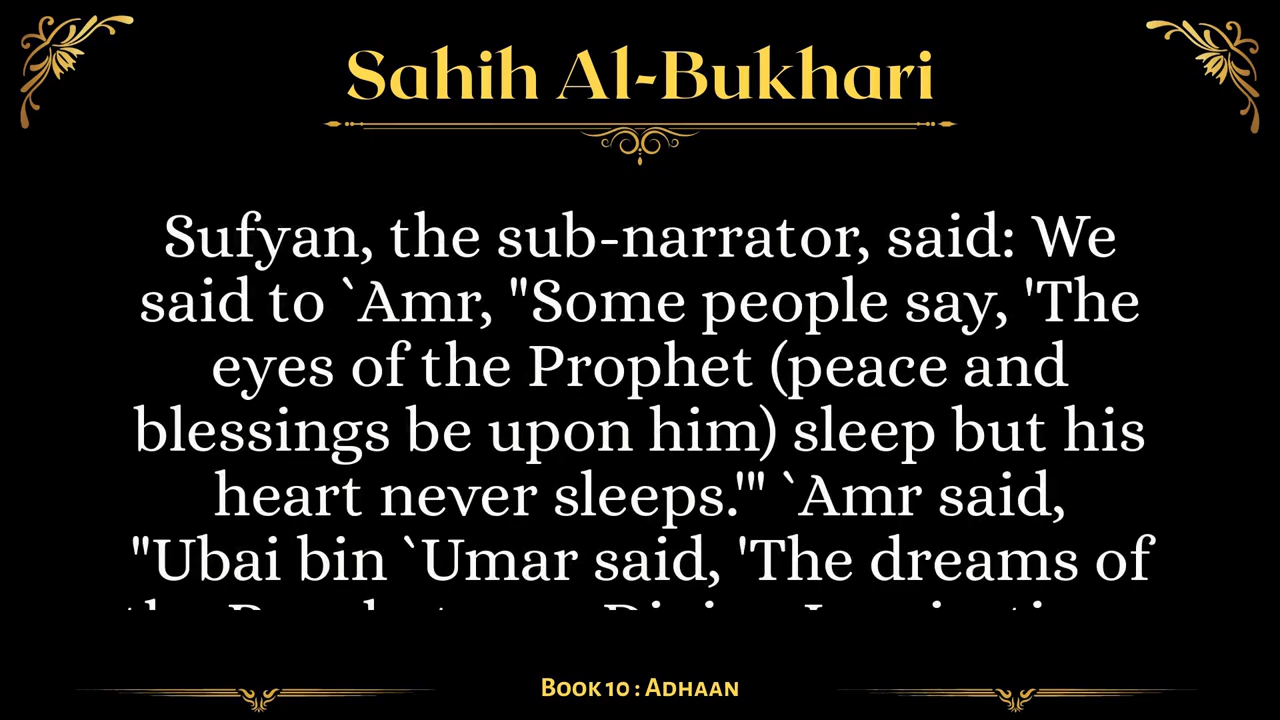 Sahih Al-Bukhari
Sufyan, the sub-narrator, said: We
said to `Amr, "Some people say, 'The
eyes of the Prophet (peace and
blessings be upon him) sleep but his
heart never sleeps.'" `Amr said,
"Ubai bin `Umar said, 'The dreams of
Book 10 : Adhaan